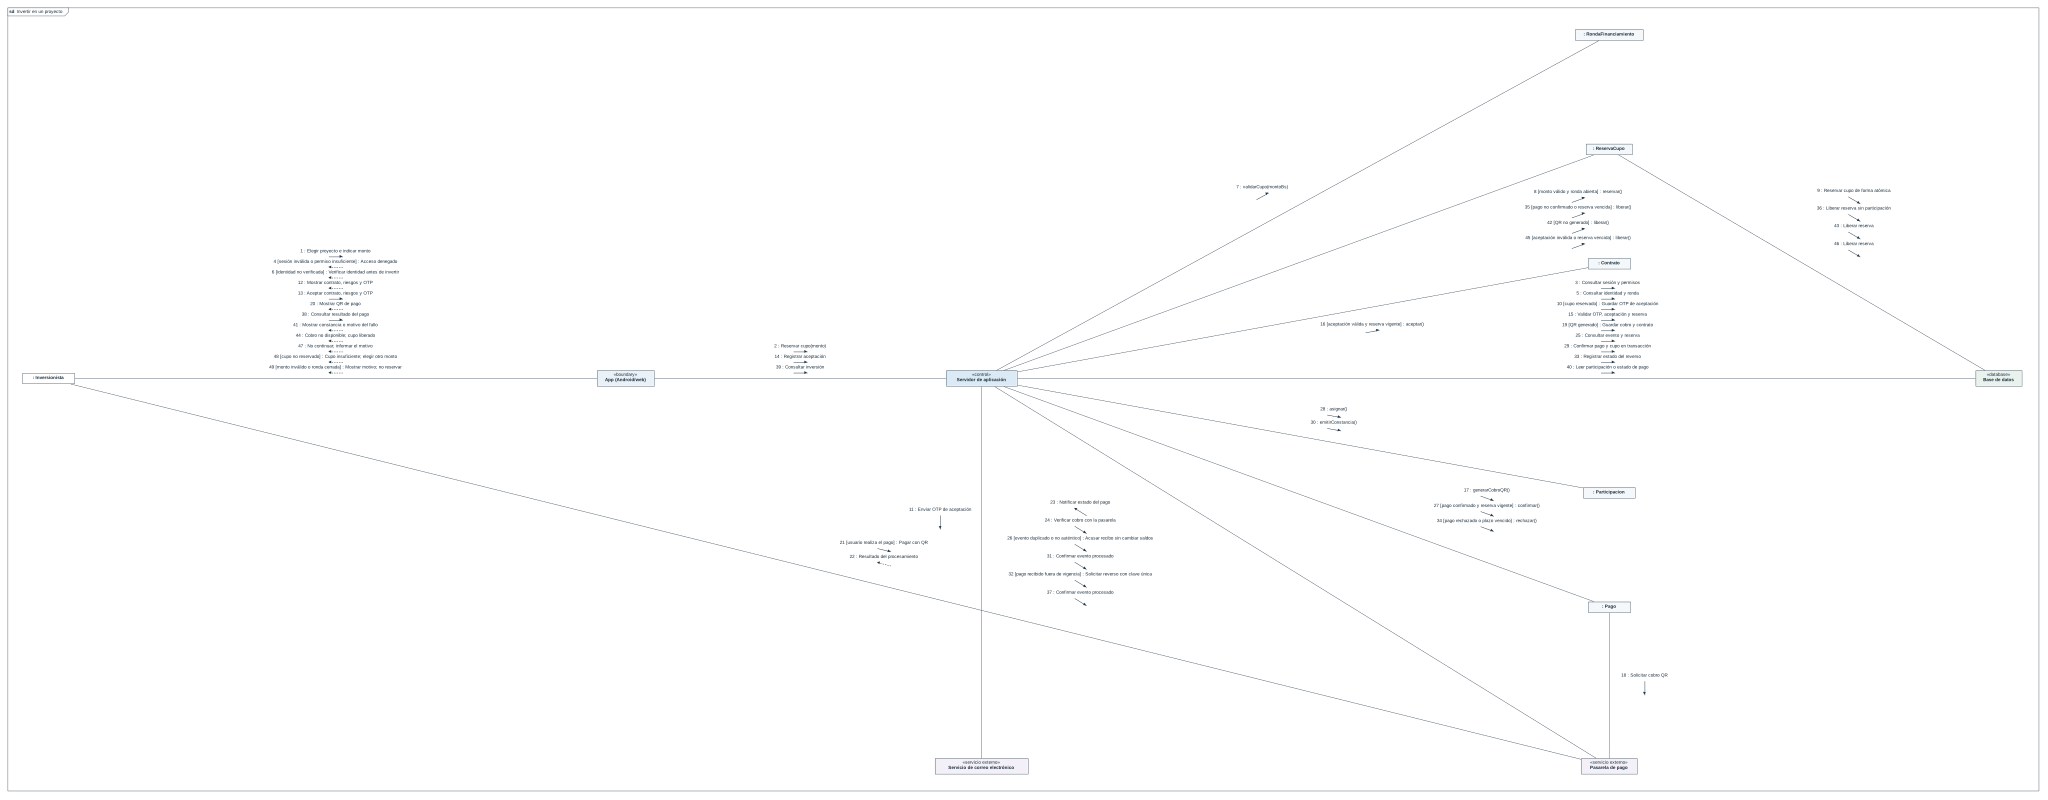 sd Invertir en un proyecto
: RondaFinanciamiento
: ReservaCupo
7 : validarCupo(montoBs)
8 [monto válido y ronda abierta] : reservar()
35 [pago no confirmado o reserva vencida] : liberar()
42 [QR no generado] : liberar()
45 [aceptación inválida o reserva vencida] : liberar()
9 : Reservar cupo de forma atómica
36 : Liberar reserva sin participación
43 : Liberar reserva
46 : Liberar reserva
1 : Elegir proyecto e indicar monto
4 [sesión inválida o permiso insuficiente] : Acceso denegado
6 [identidad no verificada] : Verificar identidad antes de invertir
12 : Mostrar contrato, riesgos y OTP
13 : Aceptar contrato, riesgos y OTP
20 : Mostrar QR de pago
38 : Consultar resultado del pago
41 : Mostrar constancia o motivo del fallo
44 : Cobro no disponible; cupo liberado
47 : No continuar; informar el motivo
48 [cupo no reservado] : Cupo insuficiente; elegir otro monto
49 [monto inválido o ronda cerrada] : Mostrar motivo; no reservar
: Contrato
3 : Consultar sesión y permisos
5 : Consultar identidad y ronda
10 [cupo reservado] : Guardar OTP de aceptación
15 : Validar OTP, aceptación y reserva
19 [QR generado] : Guardar cobro y contrato
25 : Consultar evento y reserva
29 : Confirmar pago y cupo en transacción
33 : Registrar estado del reverso
40 : Leer participación o estado de pago
16 [aceptación válida y reserva vigente] : aceptar()
2 : Reservar cupo(monto)
14 : Registrar aceptación
39 : Consultar inversión
: Inversionista
«boundary»
App (Android/web)
«control»
Servidor de aplicación
«database»
Base de datos
28 : asignar()
30 : emitirConstancia()
: Participacion
17 : generarCobroQR()
27 [pago confirmado y reserva vigente] : confirmar()
34 [pago rechazado o plazo vencido] : rechazar()
11 : Enviar OTP de aceptación
21 [usuario realiza el pago] : Pagar con QR
22 : Resultado del procesamiento
23 : Notificar estado del pago
24 : Verificar cobro con la pasarela
26 [evento duplicado o no auténtico] : Acusar recibo sin cambiar saldos
31 : Confirmar evento procesado
32 [pago recibido fuera de vigencia] : Solicitar reverso con clave única
37 : Confirmar evento procesado
: Pago
18 : Solicitar cobro QR
«servicio externo»
Servicio de correo electrónico
«servicio externo»
Pasarela de pago